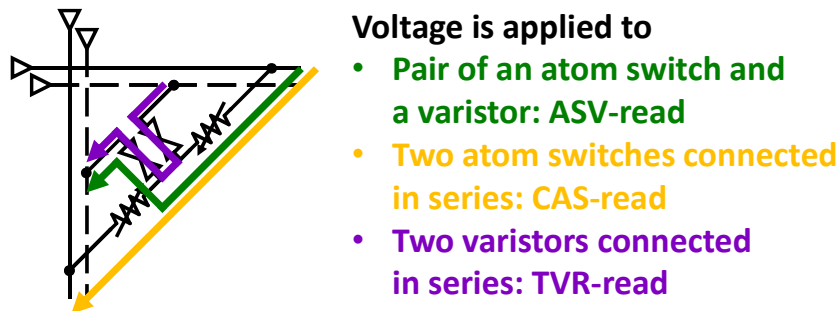 Voltage is applied to
• Pair of an atom switch and
a varistor: ASV-read
• Two atom switches connected
in series: CAS-read
• Two varistors connected
in series: TVR-read